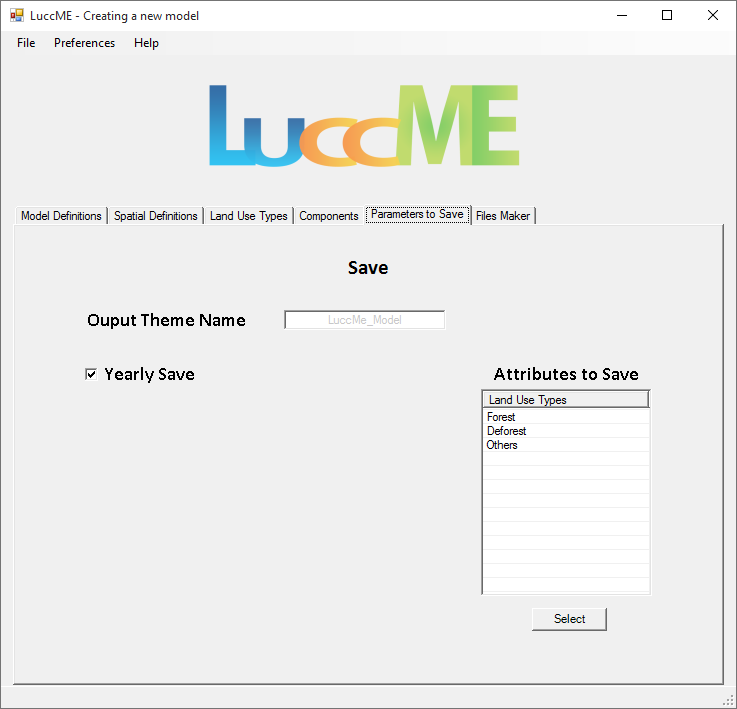 LuccME - Creating a new model
File Preferences Help
LuccME
Model Definitions Spatial Definitions Land Use Types Components Parameters to Save Files Maker
Save
Ouput Theme Name LuccMe_Model
Yearly Save
Attributes to Save
Land Use Types
Forest
Deforest
Others
Select